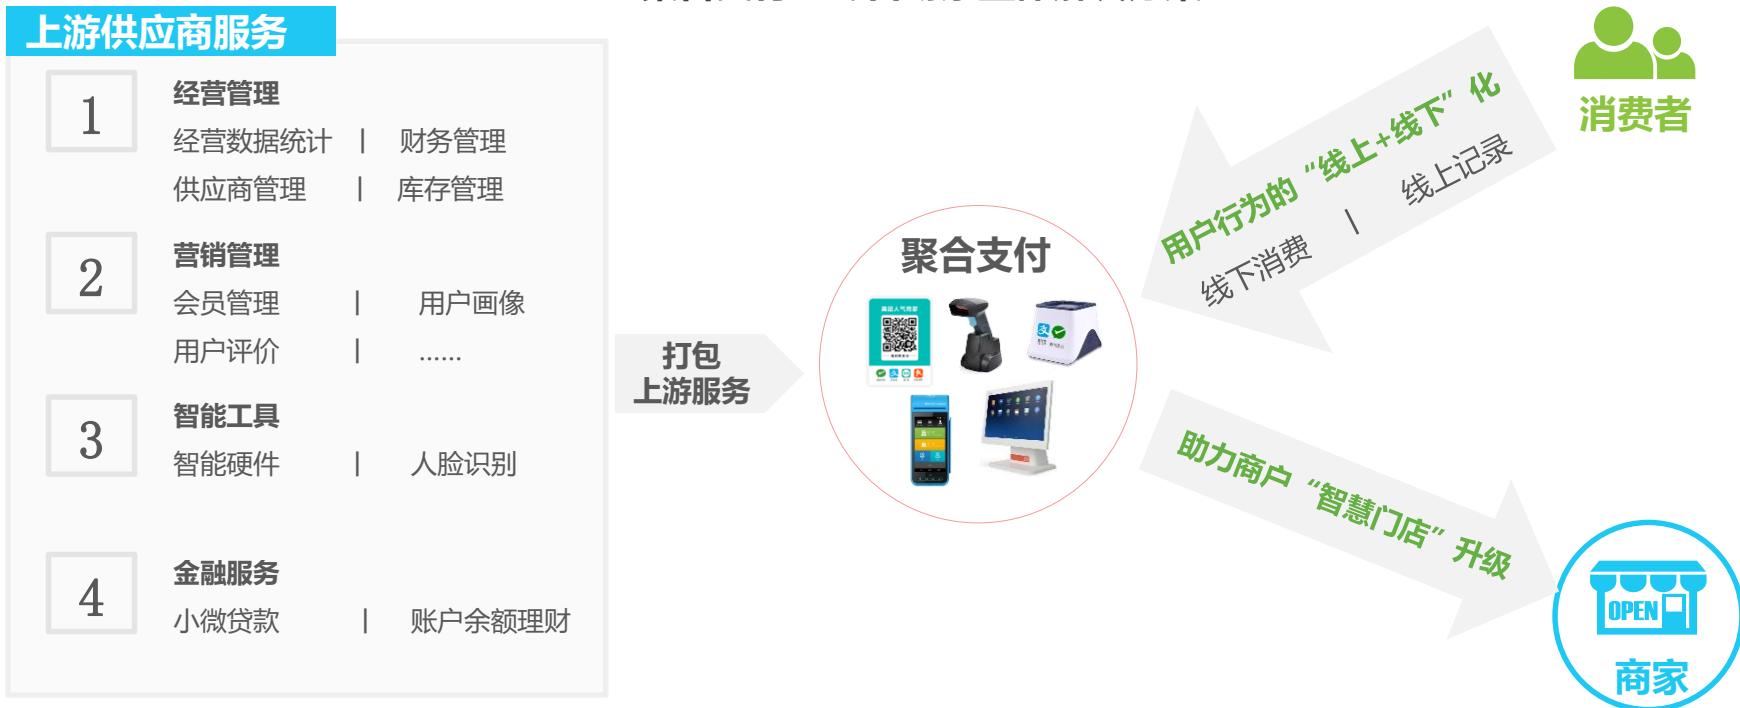 上游供应商服务
1
经营管理
经营数据统计 | 财务管理
供应商管理 | 库存管理
2
营销管理
会员管理 | 用户画像
用户评价 | ......
3
智能工具
智能硬件 | 人脸识别
4
金融服务
小微贷款 | 账户余额理财
打包
上游服务
聚合支付
消费者
用户行为的“线上+线下”化
线下消费 | 线上记录
助力商户“智慧门店”升级
OPEN
商家